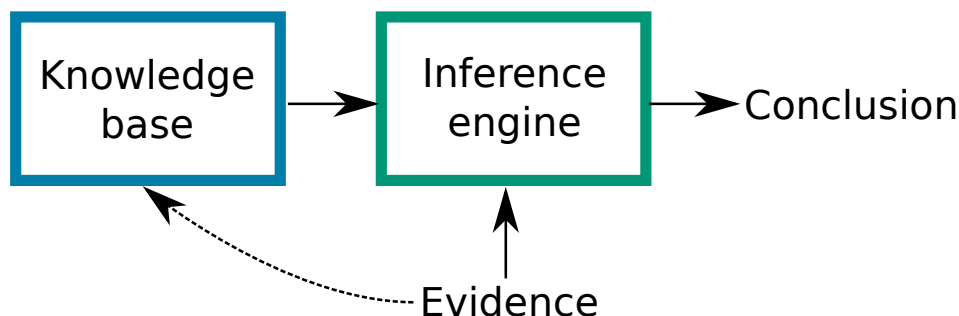 Knowledge
base
Inference
engine
Conclusion
Evidence